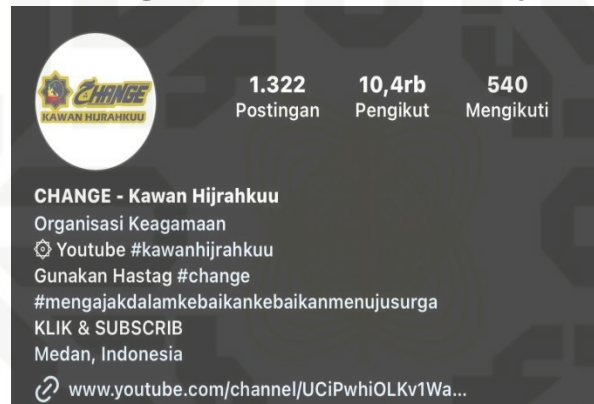 CHANGE
KAWAN HIJRAHKUU
1.322 10,4rb 540
Postingan Pengikut Mengikuti
CHANGE - Kawan Hijrahkuu
Organisasi Keagamaan
Youtube #kawanhijrahkuu
Gunakan Hastag #change
#mengajakdalamkebaikankebaikanmenujusurga
KLIK & SUBSCRIB
Medan, Indonesia
www.youtube.com/channel/UCiPwhiOLKv1Wa...